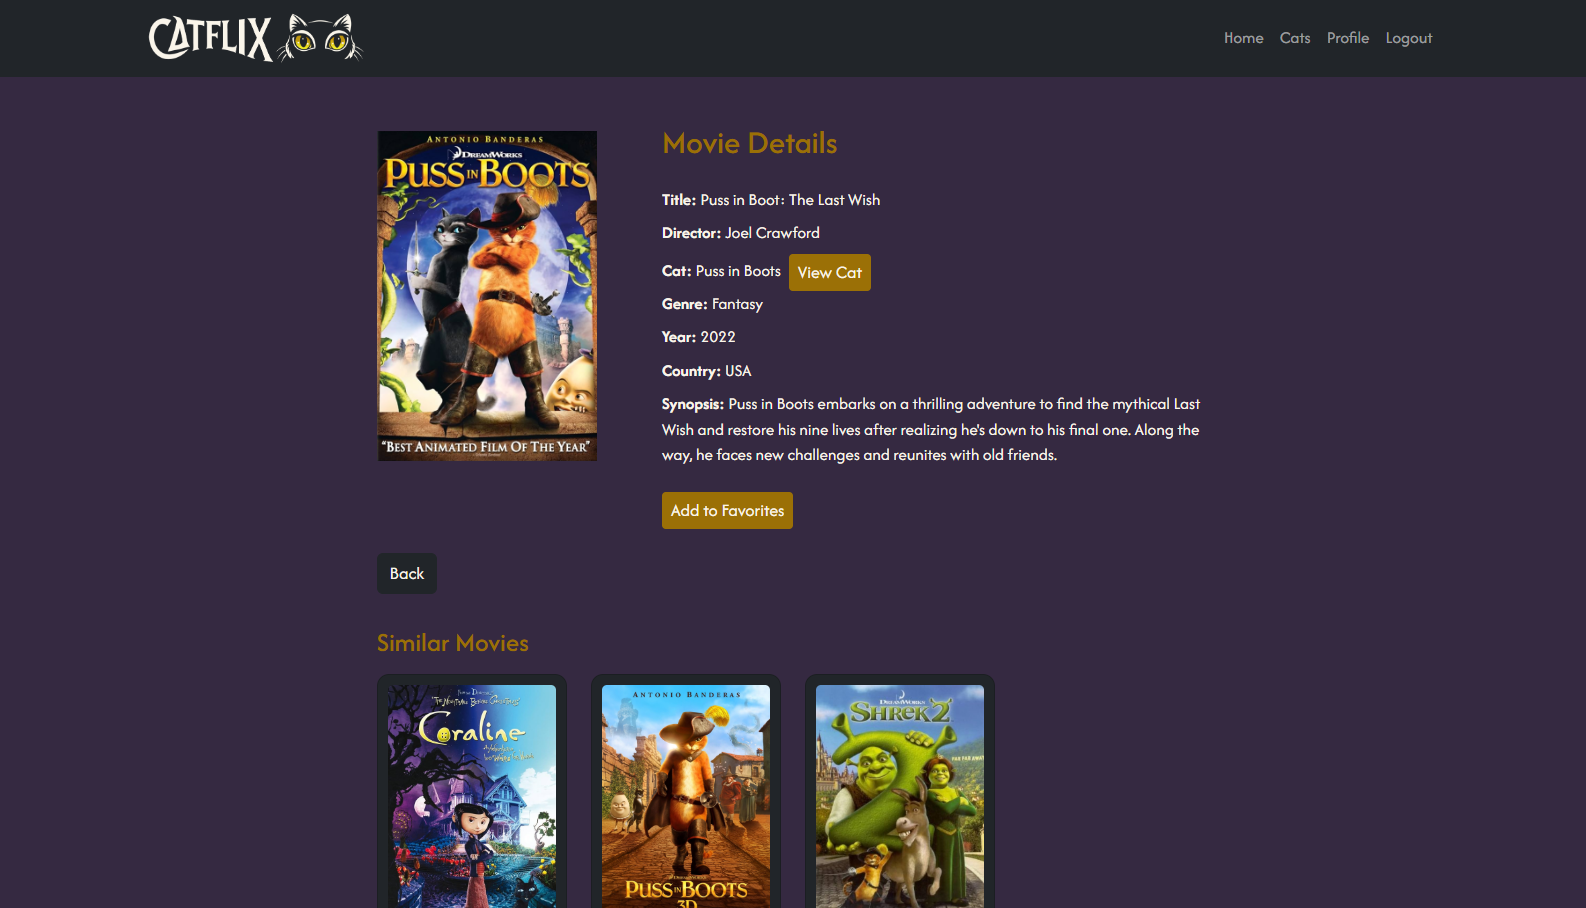 CATFLIX
Home Cats Profile Logout
ANTONIO BANDERAS
DREAMWORKS
PUSS IN BOOTS
"BEST ANIMATED FILM OF THE YEAR"
Movie Details
Title: Puss in Boot: The Last Wish
Director: Joel Crawford
Cat: Puss in Boots View Cat
Genre: Fantasy
Year: 2022
Country: USA
Synopsis: Puss in Boots embarks on a thrilling adventure to find the mythical Last
Wish and restore his nine lives after realizing he's down to his final one. Along the
way, he faces new challenges and reunites with old friends.
Add to Favorites
Back
Similar Movies
Coraline
ANTONIO BANDERAS
DREAMWORKS
PUSS IN BOOTS
3D
DREAMWORKS
SHREK 2
FAR FAR AWAY